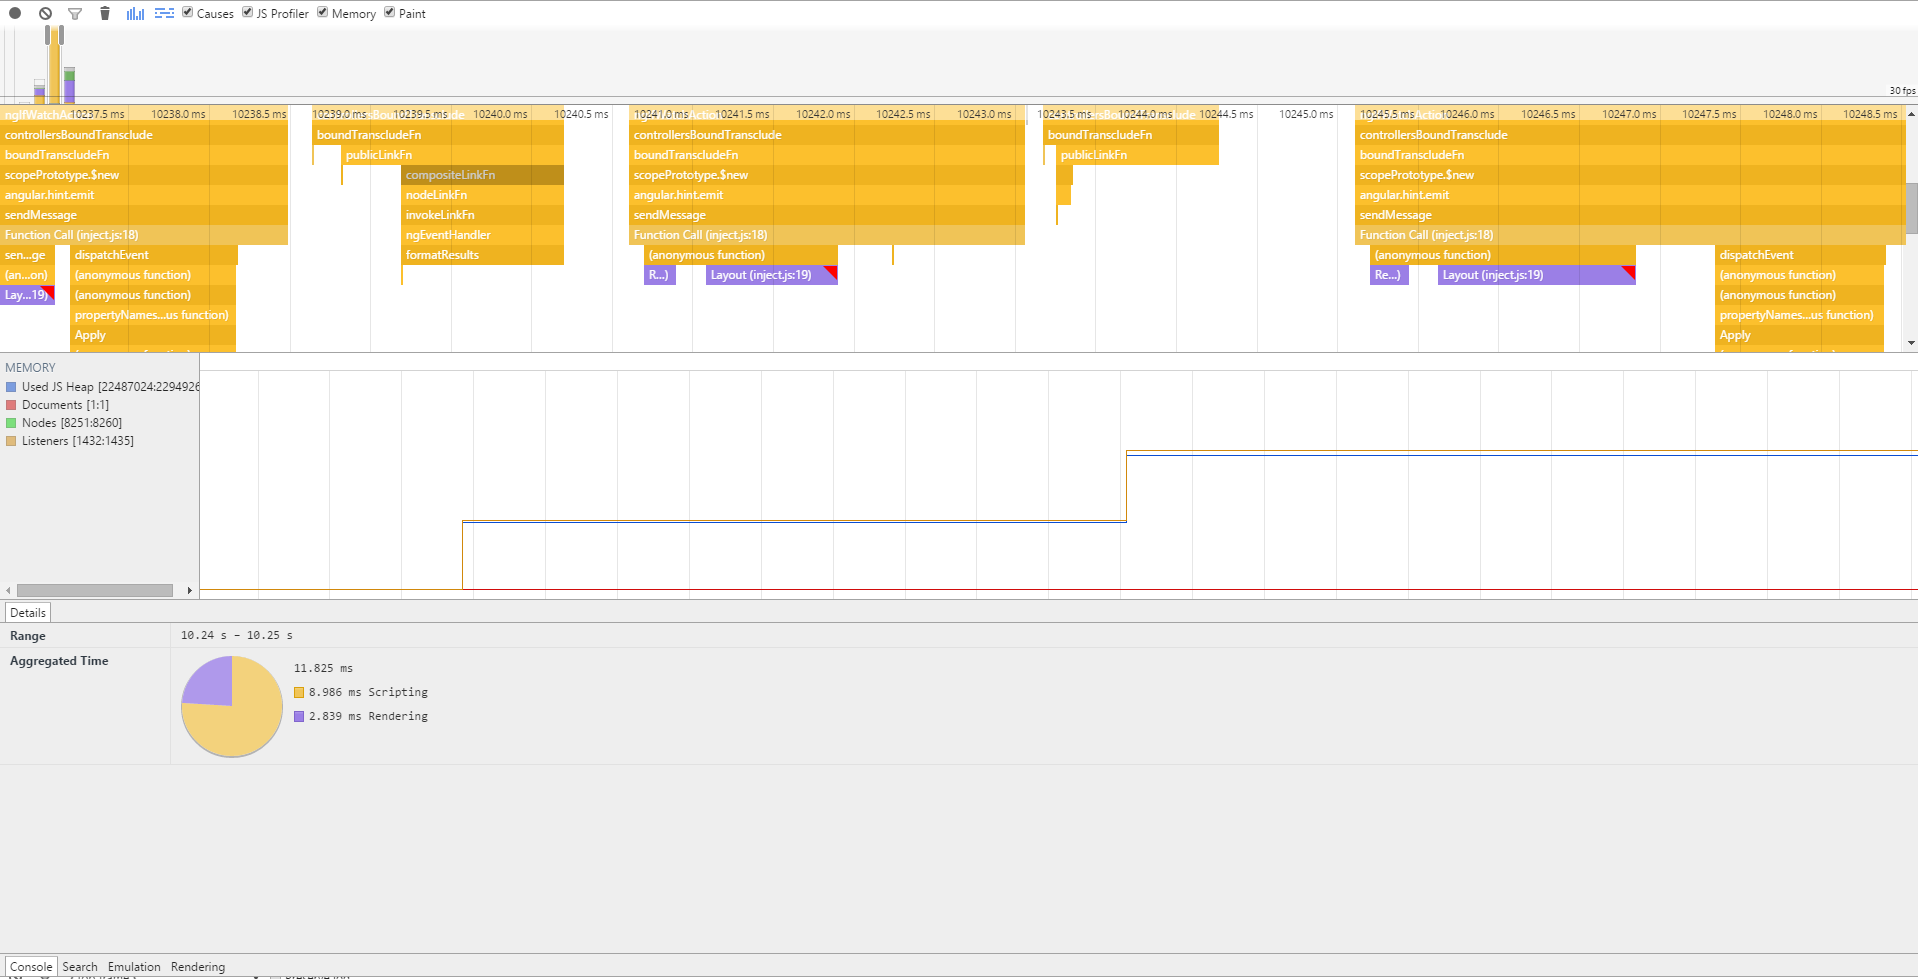 Causes JS Profiler Memory Paint
30 fps
10237.5 ms 10238.0 ms 10238.5 ms 10239.0 ms 10239.5 ms 10240.0 ms 10240.5 ms 10241.0 ms 10241.5 ms 10242.0 ms 10242.5 ms 10243.0 ms 10243.5 ms 10244.0 ms 10244.5 ms 10245.0 ms 10245.5 ms 10246.0 ms 10246.5 ms 10247.0 ms 10247.5 ms 10248.0 ms 10248.5 ms
controllersBoundTransclude boundTranscludeFn controllersBoundTransclude boundTranscludeFn controllersBoundTransclude
boundTranscludeFn publicLinkFn boundTranscludeFn publicLinkFn boundTranscludeFn
scopePrototype.$new compositeLinkFn scopePrototype.$new scopePrototype.$new
angular.hint.emit nodeLinkFn angular.hint.emit angular.hint.emit
sendMessage invokeLinkFn sendMessage sendMessage
Function Call (inject.js:18) ngEventHandler Function Call (inject.js:18) Function Call (inject.js:18)
sen...ge dispatchEvent formatResults (anonymous function) (anonymous function) dispatchEvent
(an...on) (anonymous function) R...) Layout (inject.js:19) Re...) Layout (inject.js:19) (anonymous function)
Lay...19) (anonymous function) (anonymous function)
propertyNames...us function) propertyNames...us function)
Apply Apply
MEMORY
Used JS Heap [22487024:2294926
Documents [1:1]
Nodes [8251:8260]
Listeners [1432:1435]
Details
Range 10.24 s – 10.25 s
Aggregated Time
11.825 ms
8.986 ms Scripting
2.839 ms Rendering
Console Search Emulation Rendering